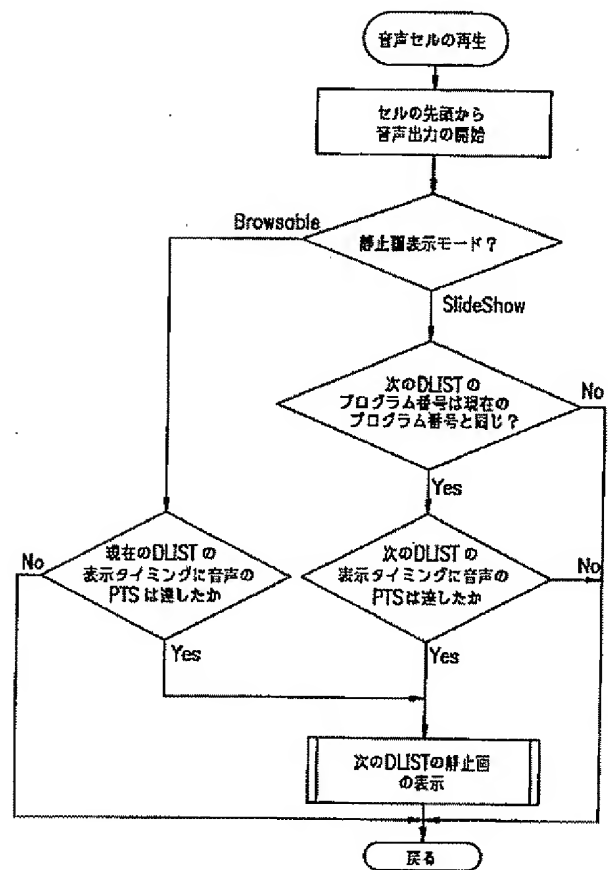 音声セルの再生
セルの先頭から
音声出力の開始
Browsable
静止画表示モード？
SlideShow
次のDLISTの
プログラム番号は現在の
プログラム番号と同じ？
No
Yes
No
現在のDLISTの
表示タイミングに音声の
PTSは達したか
次のDLISTの
表示タイミングに音声の
PTSは達したか
No
Yes
Yes
次のDLISTの静止画
の表示
戻る